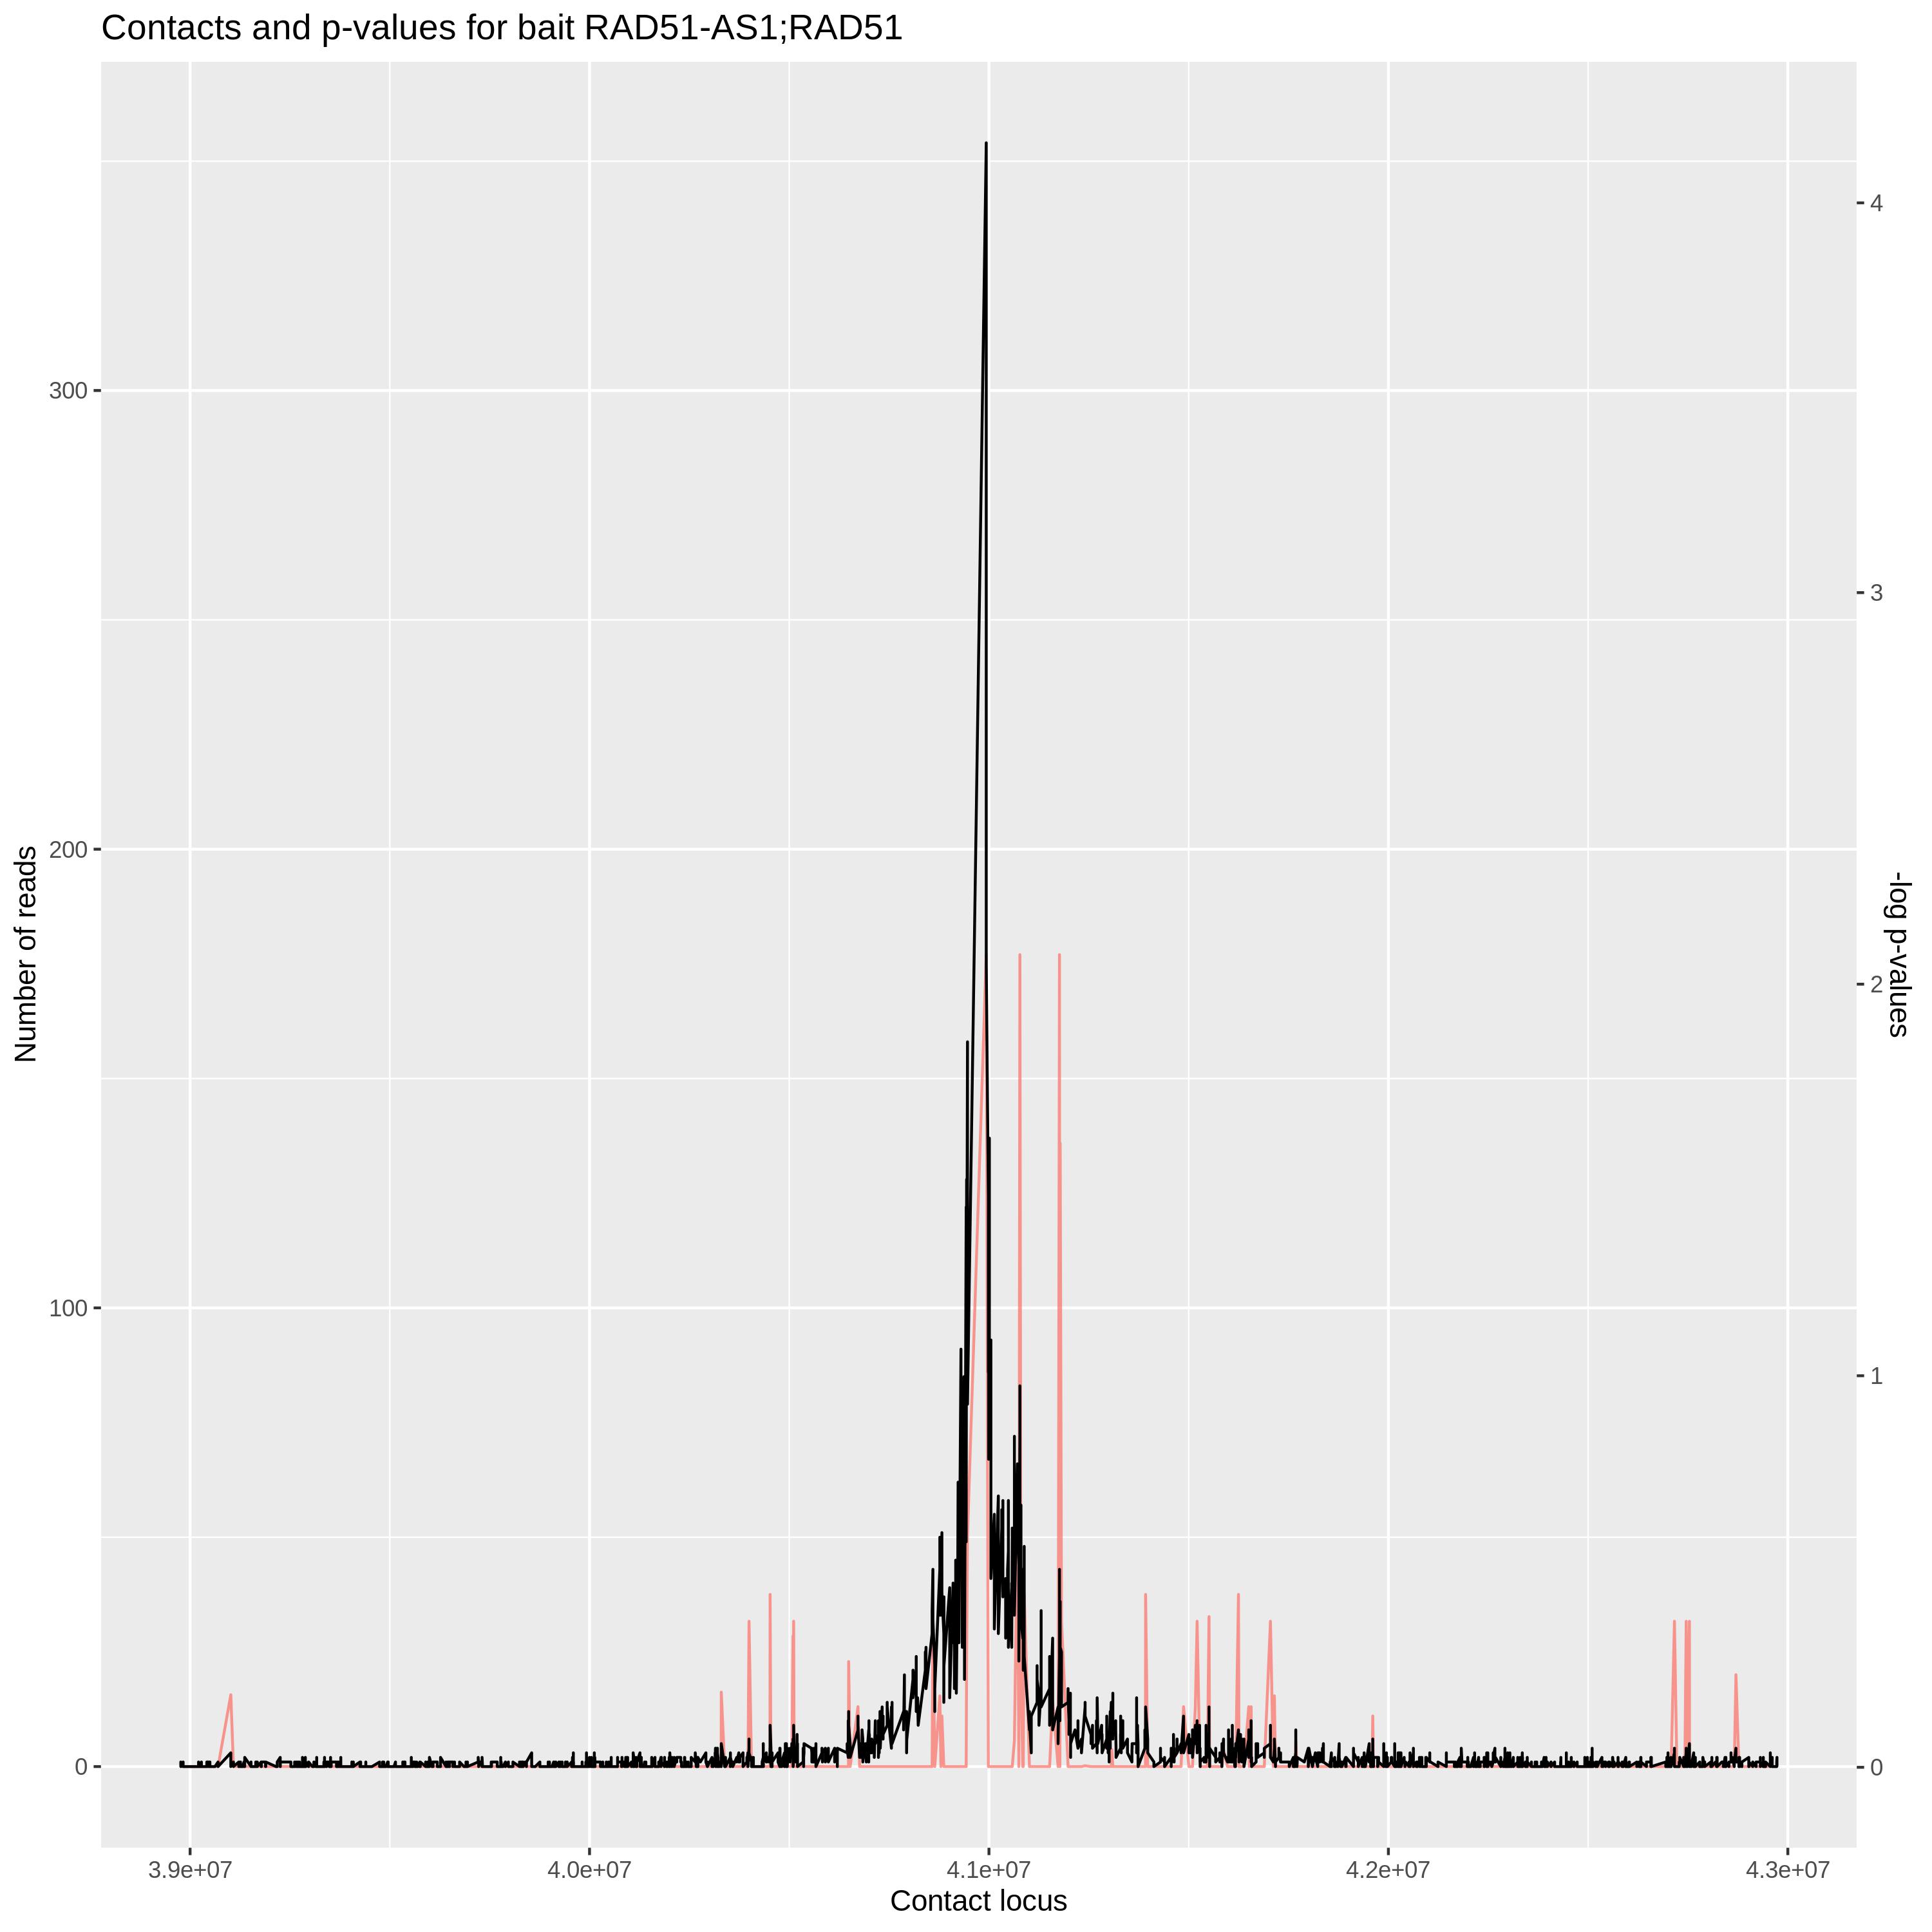 Contacts and p-values for bait RAD51-AS1;RAD51
Number of reads
300
200
100
0
4
3
2
1
0
-log p-values
3.9e+07
4.0e+07
4.1e+07
4.2e+07
4.3e+07
Contact locus